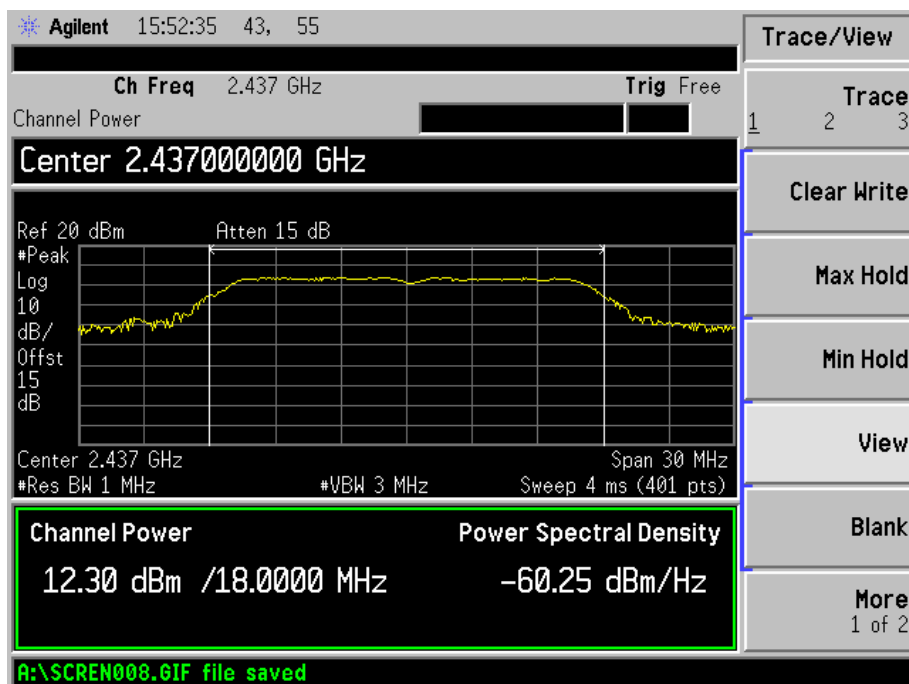 Agilent 15:52:35 43, 55
Trace/View
Ch Freq 2.437 GHz Trig Free
Channel Power
Center 2.437000000 GHz
Ref 20 dBm Atten 15 dB
#Peak
Log
10
dB/
Offst
15
dB
Center 2.437 GHz Span 30 MHz
#Res BW 1 MHz #VBW 3 MHz Sweep 4 ms (401 pts)
Channel Power Power Spectral Density
12.30 dBm /18.0000 MHz -60.25 dBm/Hz
A:\SCREN008.GIF file saved
Trace
1 2 3
Clear Write
Max Hold
Min Hold
View
Blank
More
1 of 2